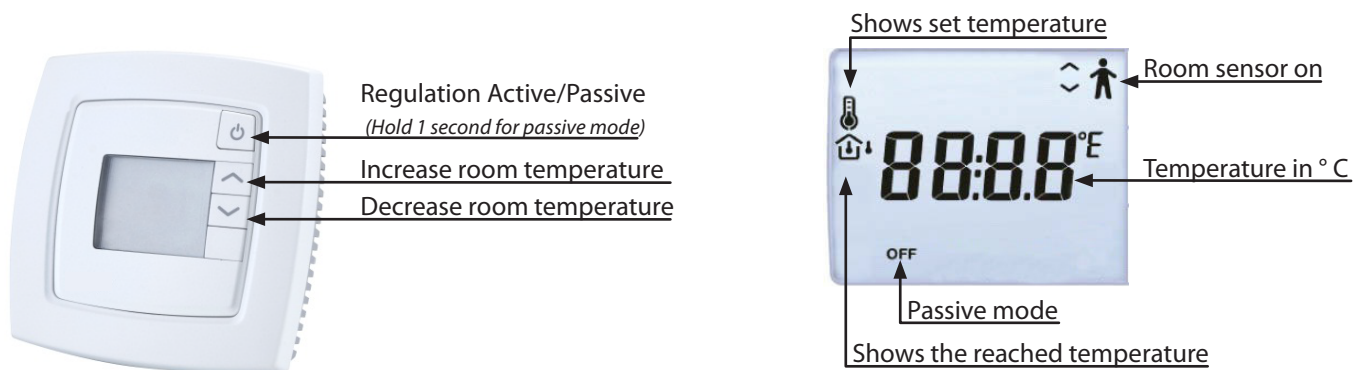 Regulation Active/Passive
(Hold 1 second for passive mode)
Increase room temperature
Decrease room temperature
Shows set temperature
Room sensor on
88:8.8°E
Temperature in ° C
OFF
Passive mode
Shows the reached temperature